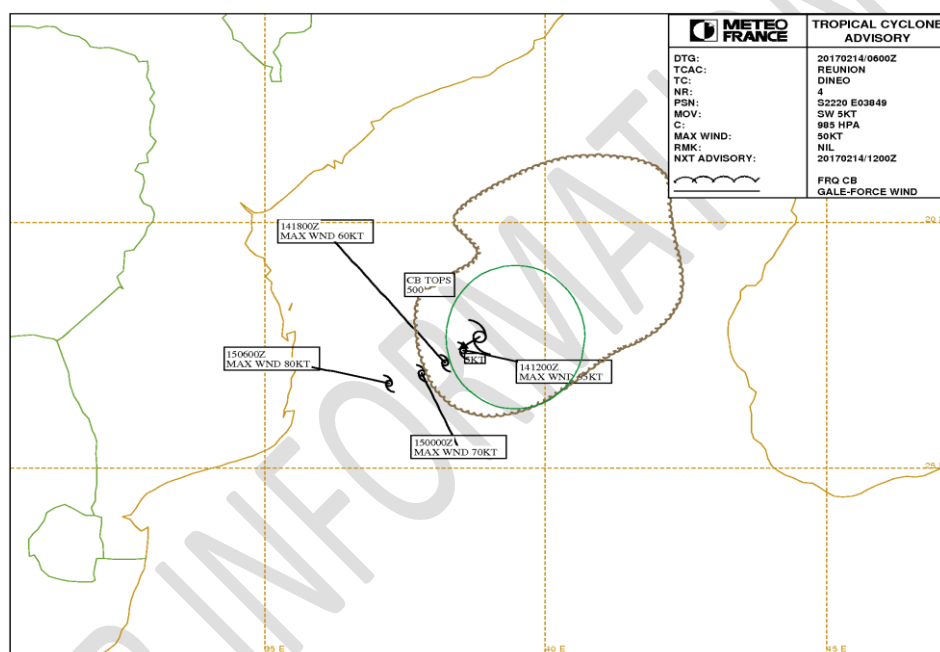 METEO
FRANCE
TROPICAL CYCLONE
ADVISORY
DTG: 20170214/0600Z
TCAC: REUNION
TC: DINEO
NR: 4
PSN: S2220 E03849
MOV: SW 5KT
C: 985 HPA
MAX WIND: 50KT
RMK: NIL
NXT ADVISORY: 20170214/1200Z
FRQ CB
GALE-FORCE WIND
20
141800Z
MAX WND 60KT
CB TOPS
500
5KT
150600Z
MAX WND 80KT
141200Z
MAX WND 55KT
150000Z
MAX WND 70KT
25
35 E
40 E
45 E
INFORMAT